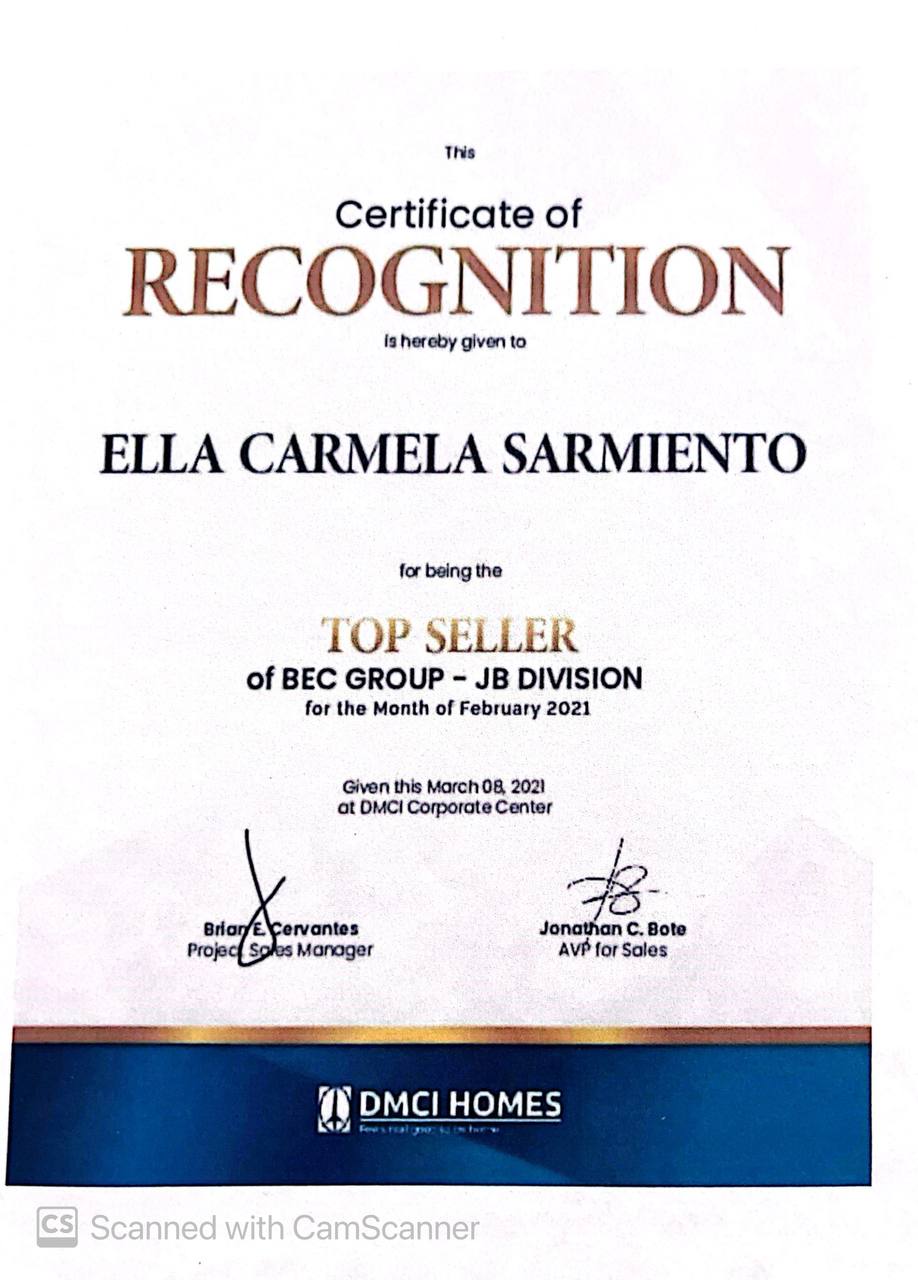 This
Certificate of
RECOGNITION
is hereby given to
ELLA CARMELA SARMIENTO
for being the
TOP SELLER
of BEC GROUP - JB DIVISION
for the Month of February 2021
Given this March 08, 2021
at DMCI Corporate Center
Brian E. Cervantes
Project Sales Manager
Jonathan C. Bote
AVP for Sales
DMCI HOMES
CS Scanned with CamScanner